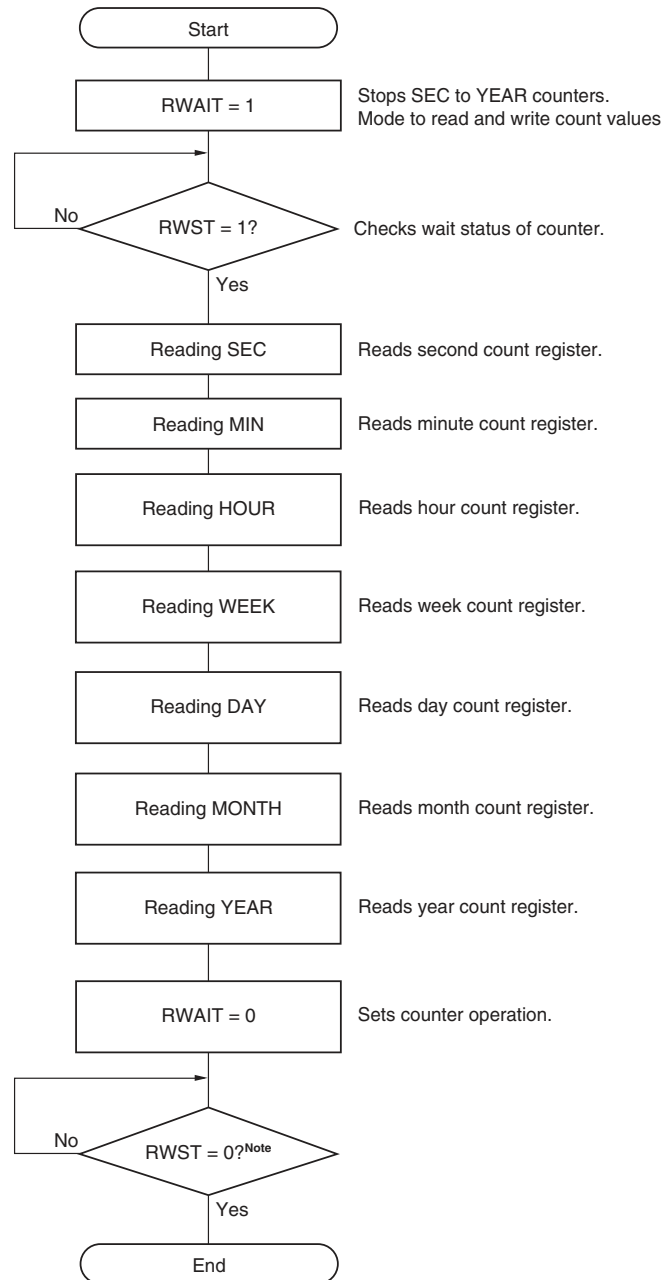 Start
RWAIT = 1
Stops SEC to YEAR counters.
Mode to read and write count values
No
RWST = 1?
Checks wait status of counter.
Yes
Reading SEC
Reads second count register.
Reading MIN
Reads minute count register.
Reading HOUR
Reads hour count register.
Reading WEEK
Reads week count register.
Reading DAY
Reads day count register.
Reading MONTH
Reads month count register.
Reading YEAR
Reads year count register.
RWAIT = 0
Sets counter operation.
No
RWST = 0?Note
Yes
End